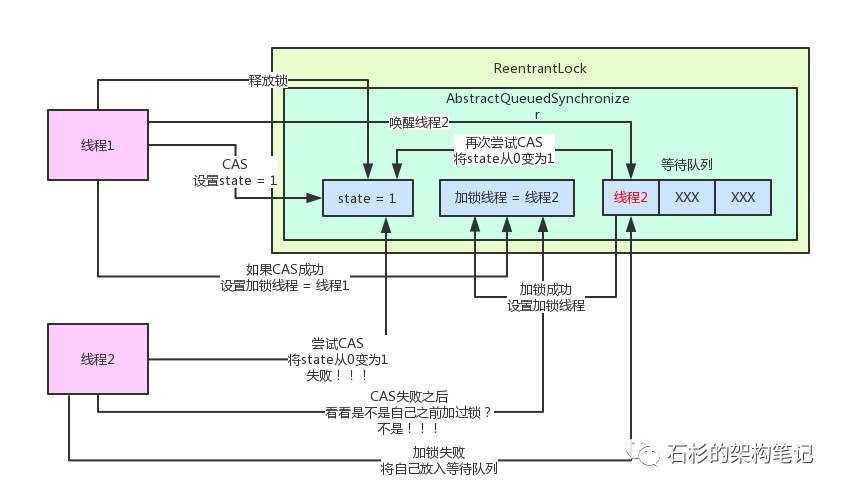 ReentrantLock
释放锁
AbstractQueuedSynchronize
r
唤醒线程2
线程1
再次尝试CAS
将state从0变为1
等待队列
CAS
设置state = 1
state = 1
加锁线程 = 线程2
线程2
XXX
XXX
如果CAS成功
设置加锁线程 = 线程1
加锁成功
设置加锁线程
线程2
尝试CAS
将state从0变为1
失败！！！
CAS失败之后
看看是不是自己之前加过锁？
不是！！！
加锁失败
将自己放入等待队列
石杉的架构笔记